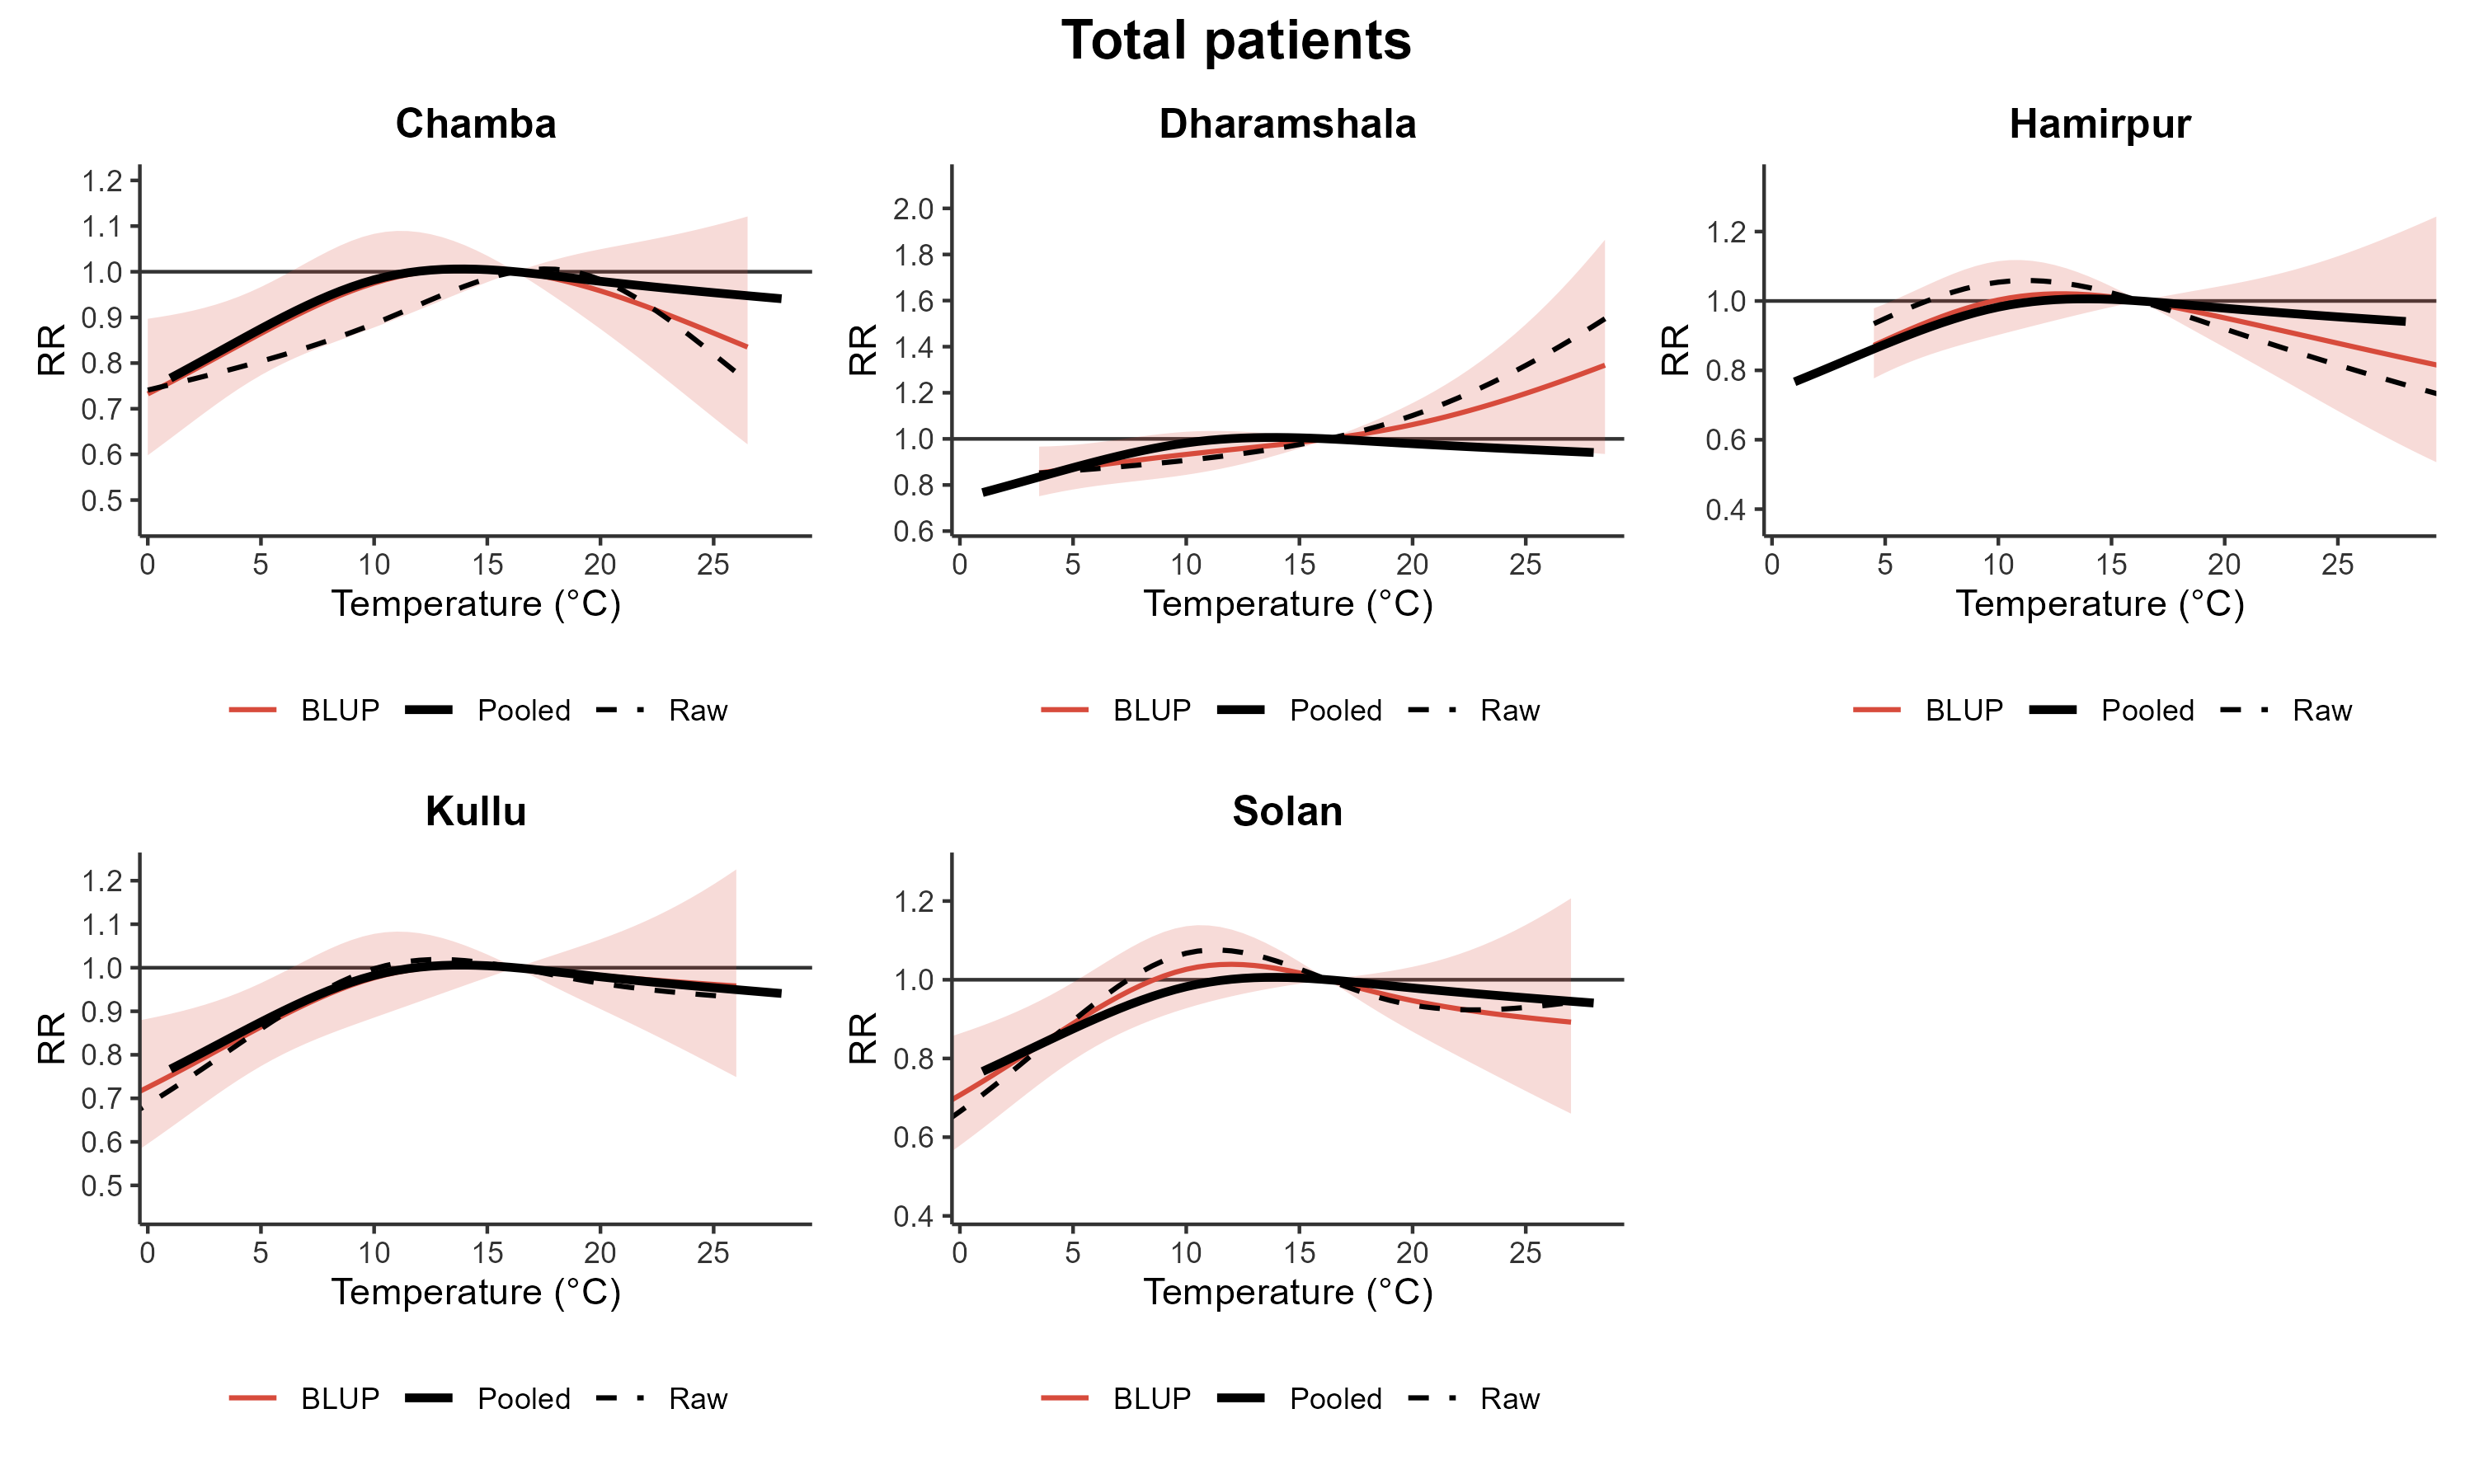 Total patients
Chamba
RR
1.2
1.1
1.0
0.9
0.8
0.7
0.6
0.5
0 5 10 15 20 25
Temperature (°C)
BLUP Pooled Raw
Dharamshala
RR
2.0
1.8
1.6
1.4
1.2
1.0
0.8
0.6
0 5 10 15 20 25
Temperature (°C)
BLUP Pooled Raw
Hamirpur
RR
1.2
1.0
0.8
0.6
0.4
0 5 10 15 20 25
Temperature (°C)
BLUP Pooled Raw
Kullu
RR
1.2
1.1
1.0
0.9
0.8
0.7
0.6
0.5
0 5 10 15 20 25
Temperature (°C)
BLUP Pooled Raw
Solan
RR
1.2
1.0
0.8
0.6
0.4
0 5 10 15 20 25
Temperature (°C)
BLUP Pooled Raw